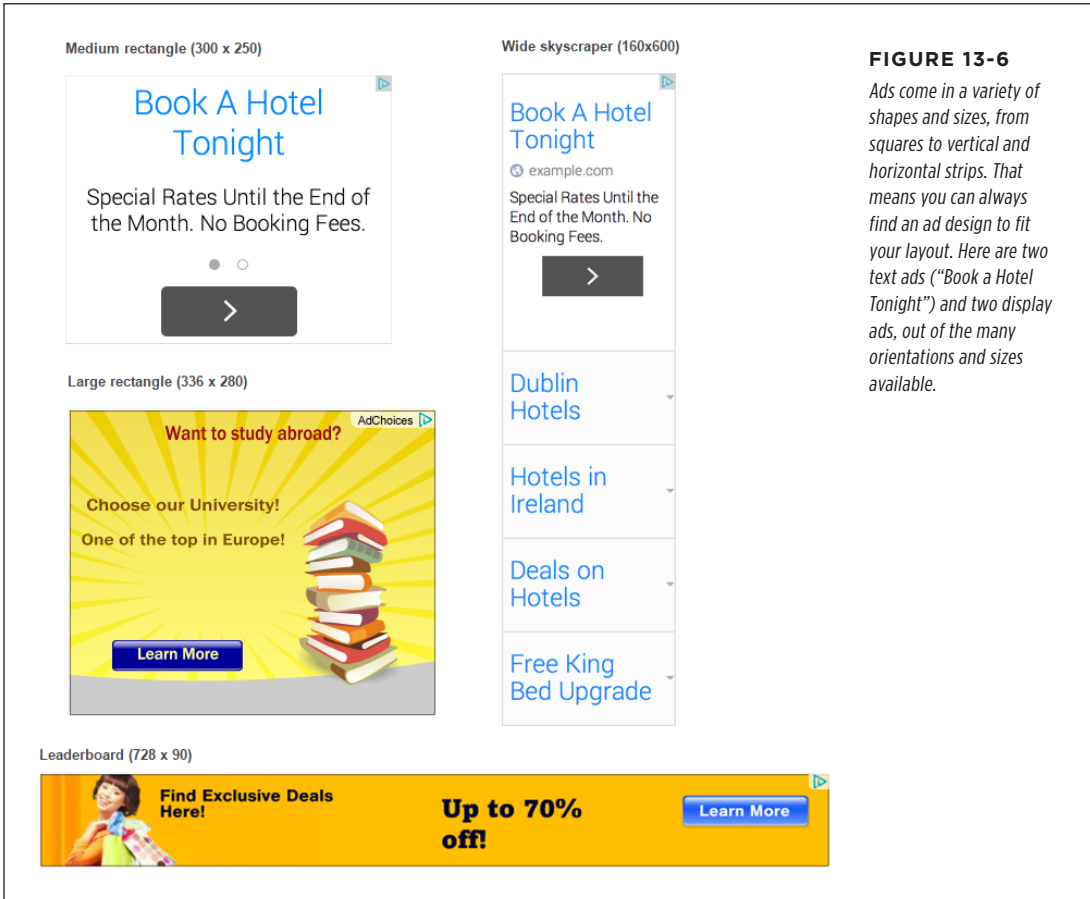 Medium rectangle (300 x 250)
Book A Hotel
Tonight
Special Rates Until the End of
the Month. No Booking Fees.
Large rectangle (336 x 280)
AdChoices
Want to study abroad?
Choose our University!
One of the top in Europe!
Learn More
Wide skyscraper (160x600)
Book A Hotel
Tonight
example.com
Special Rates Until the
End of the Month. No
Booking Fees.
Dublin
Hotels
Hotels in
Ireland
Deals on
Hotels
Free King
Bed Upgrade
Leaderboard (728 x 90)
Find Exclusive Deals
Here!
Up to 70%
off!
Learn More
FIGURE 13-6
Ads come in a variety of
shapes and sizes, from
squares to vertical and
horizontal strips. That
means you can always
find an ad design to fit
your layout. Here are two
text ads (“Book a Hotel
Tonight”) and two display
ads, out of the many
orientations and sizes
available.